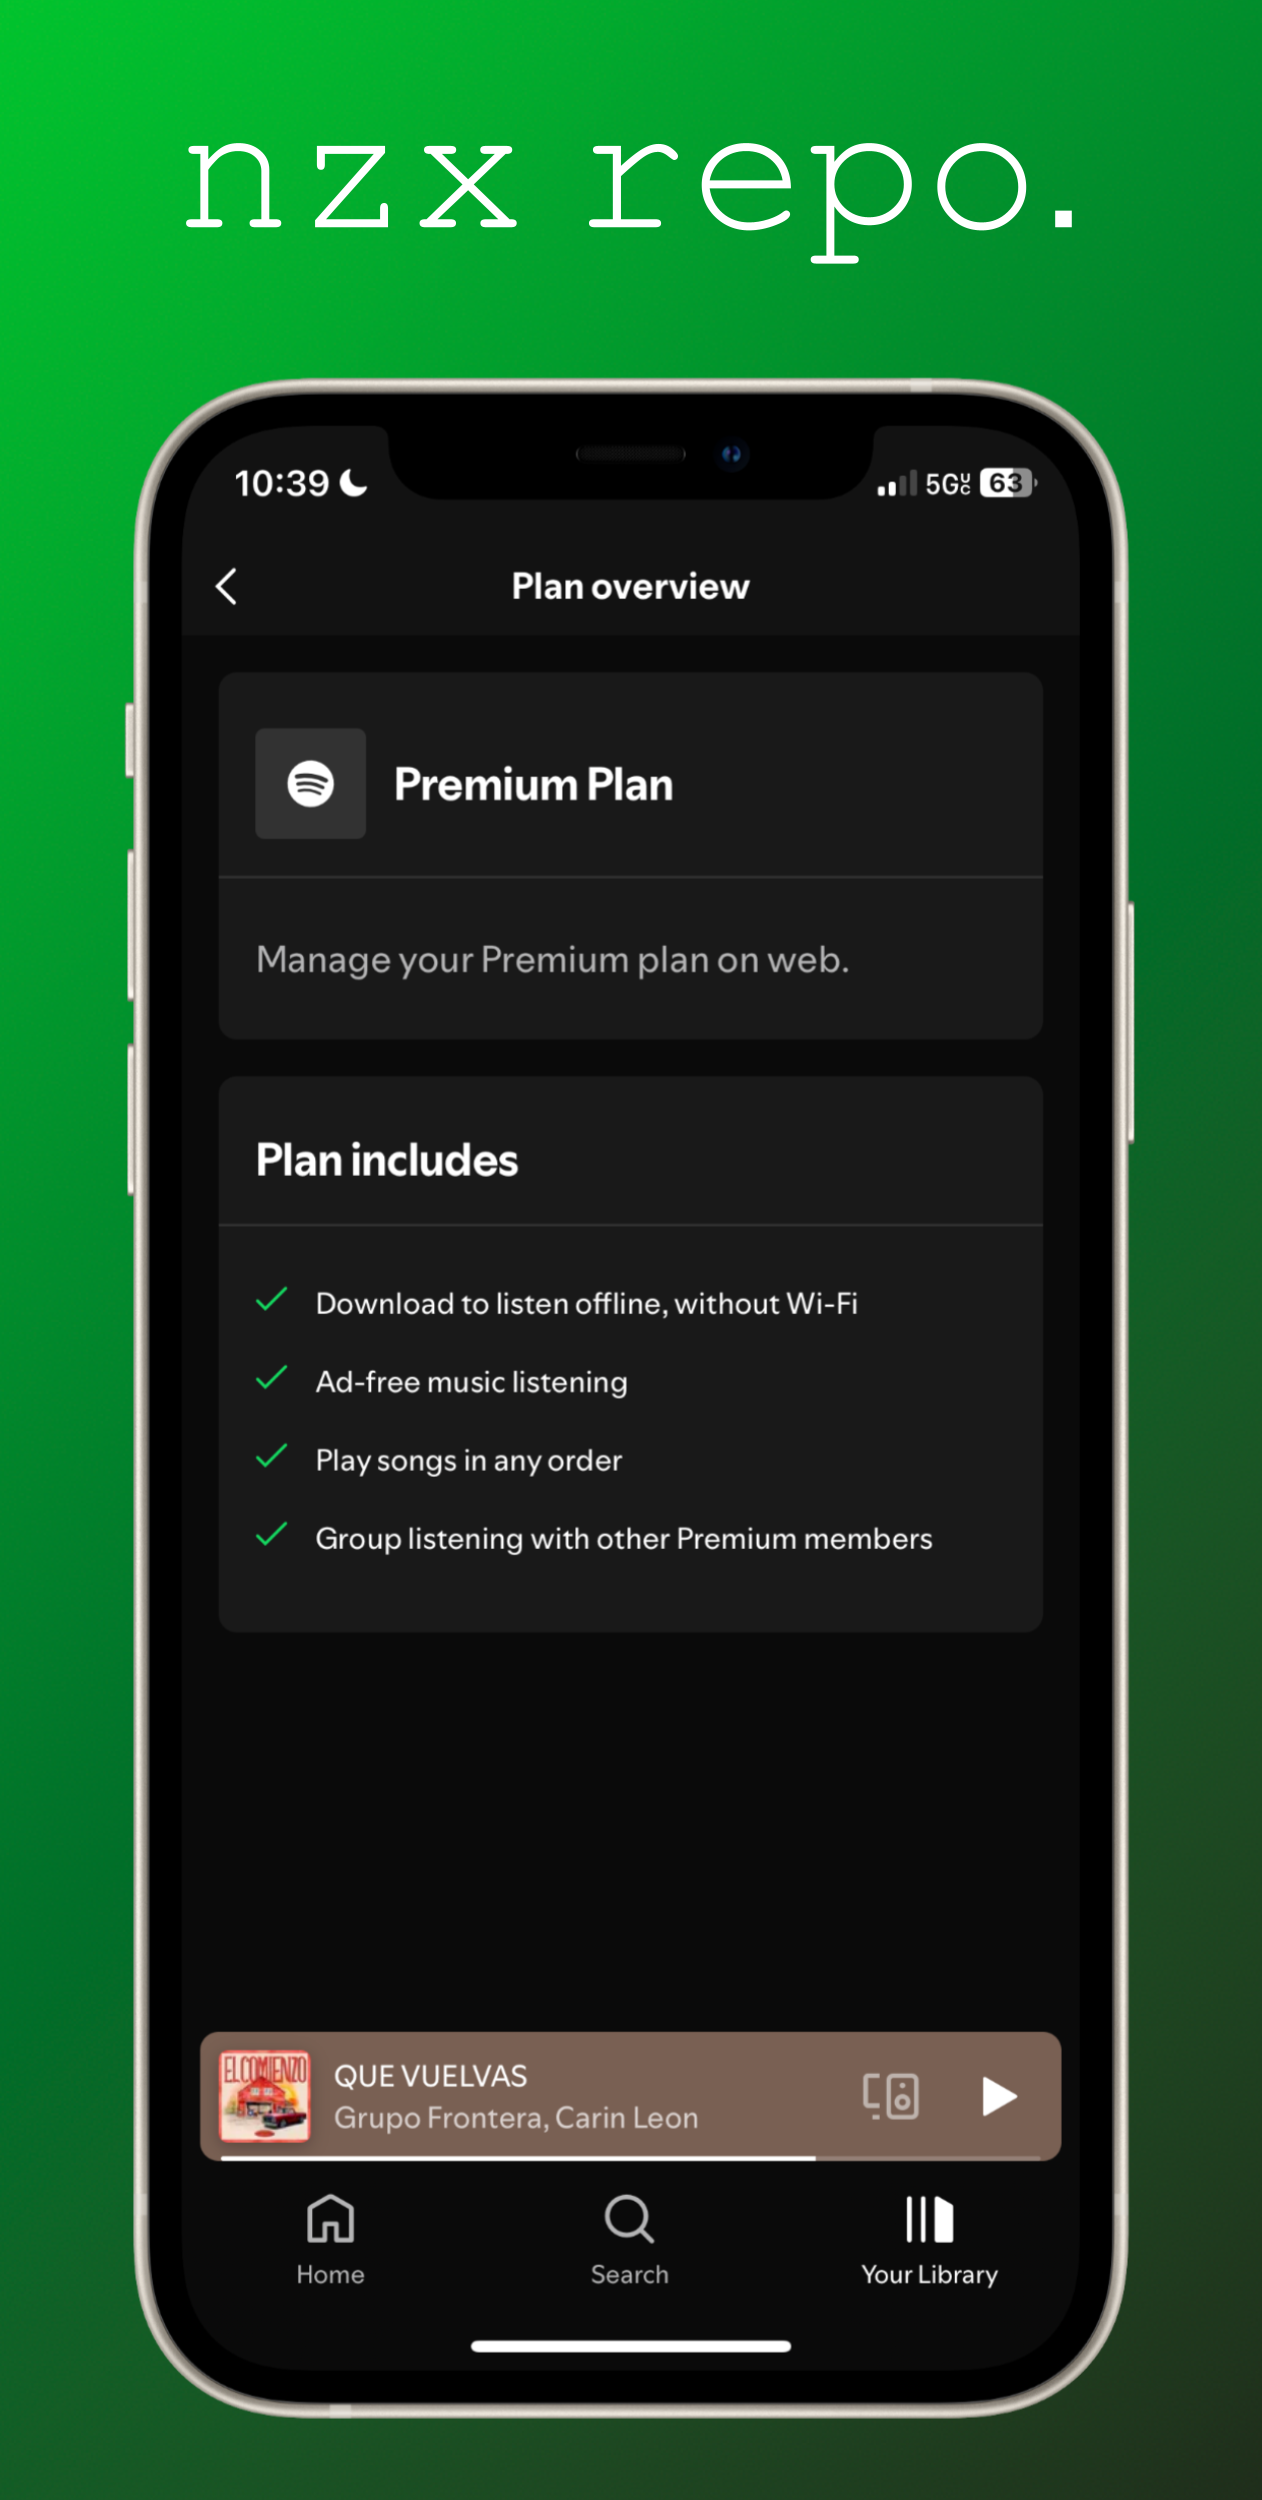 nzx repo.
10:39
5GUC
63
Plan overview
Premium Plan
Manage your Premium plan on web.
Plan includes
Download to listen offline, without Wi-Fi
Ad-free music listening
Play songs in any order
Group listening with other Premium members
EL COMIENZO
QUE VUELVAS
Grupo Frontera, Carin Leon
Home
Search
Your Library